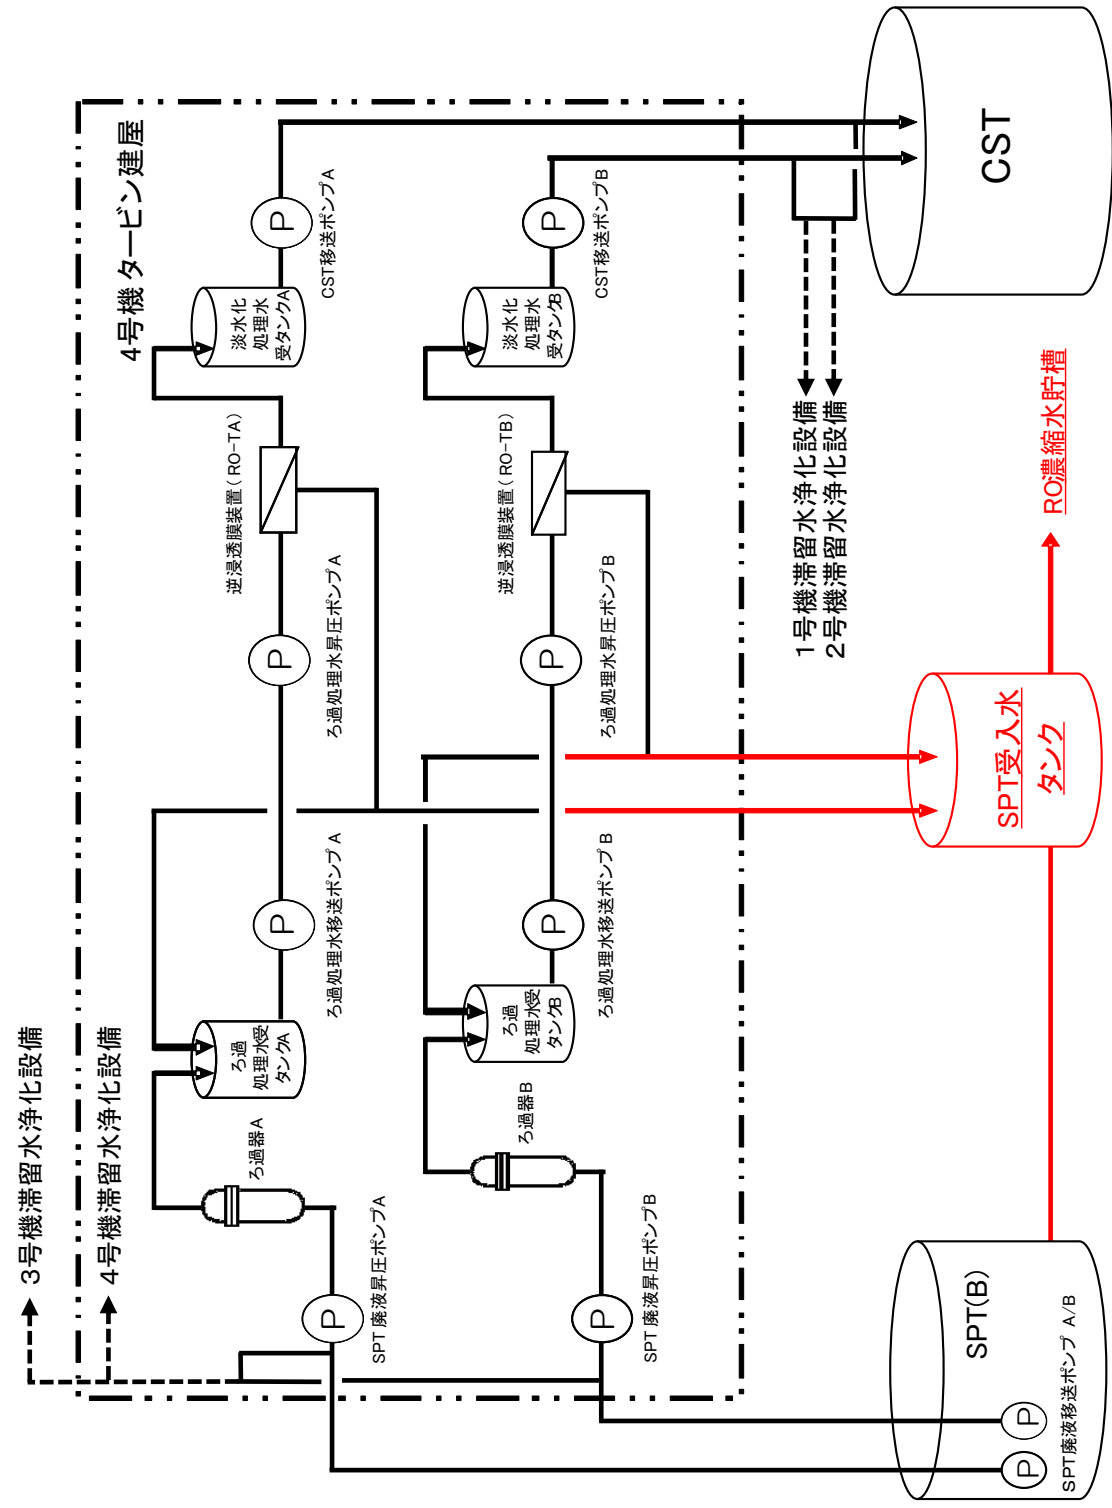 4号機 タービン建屋
3号機滞留水浄化設備
4号機滞留水浄化設備
SPT 廃液昇圧ポンプA
ろ過器A
ろ過
処理水受
タンクA
ろ過処理水移送ポンプ A
P
P
P
P
ろ過処理水昇圧ポンプ A
逆浸透膜装置( RO-TA)
淡水化
処理水
受タンクA
CST移送ポンプA
SPT 廃液昇圧ポンプB
ろ過器B
ろ過
処理水受
タンクB
ろ過処理水移送ポンプ B
P
P
P
P
ろ過処理水昇圧ポンプ B
逆浸透膜装置( RO-TB)
淡水化
処理水
受タンクB
CST移送ポンプB
1号機滞留水浄化設備
2号機滞留水浄化設備
SPT(B)
P
P
SPT廃液移送ポンプ A/B
SPT受入水
タンク
RO濃縮水貯槽
CST